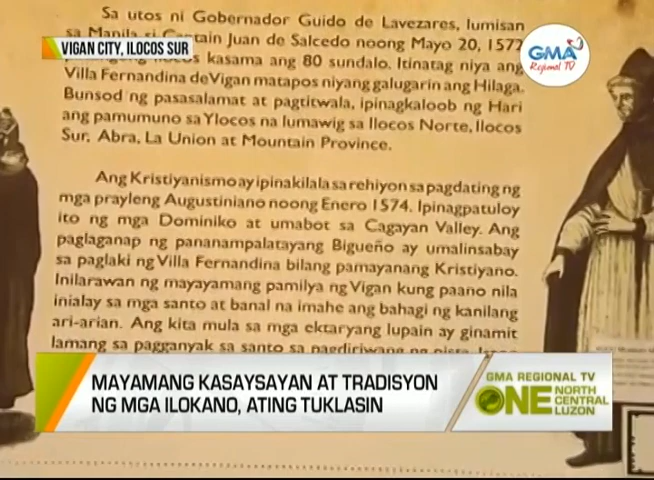 Sa utos ni Gobernador Guido de Lavezares, lumisan
sa Manila si Captain Juan de Salcedo noong Mayo 20, 1572
kasama ang 80 sundalo. Itinatag niya ang
Villa Fernandina de Vigan matapos niyang galugarin ang Hilaga.
Bunsod ng pasasalamat at pagtitwala, ipinagkaloob ng Hari
ang pamumuno sa Ylocos na lumawig sa Ilocos Norte, Ilocos
Sur, Abra, La Union at Mountain Province.
Ang Kristiyanismo ay ipinakilala sa rehiyon sa pagdating ng
mga prayleng Augustiniano noong Enero 1574. Ipinagpatuloy
ito ng mga Dominiko at umabot sa Cagayan Valley. Ang
paglaganap ng pananampalatayang Bigueño ay umalinsabay
sa paglaki ng Villa Fernandina bilang pamayanang Kristiyano.
Inilarawan ng mayayamang pamilya ng Vigan kung paano nila
inialay sa mga santo at banal na imahe ang bahagi ng kanilang
ari-arian. Ang kita mula sa mga ektaryang lupain ay ginamit
lamang sa pagganyak sa santo sa pagdiriwang ng
VIGAN CITY, ILOCOS SUR
GMA
Regional TV
MAYAMANG KASAYSAYAN AT TRADISYON
NG MGA ILOKANO, ATING TUKLASIN
GMA REGIONAL TV
ONE NORTH
CENTRAL
LUZON